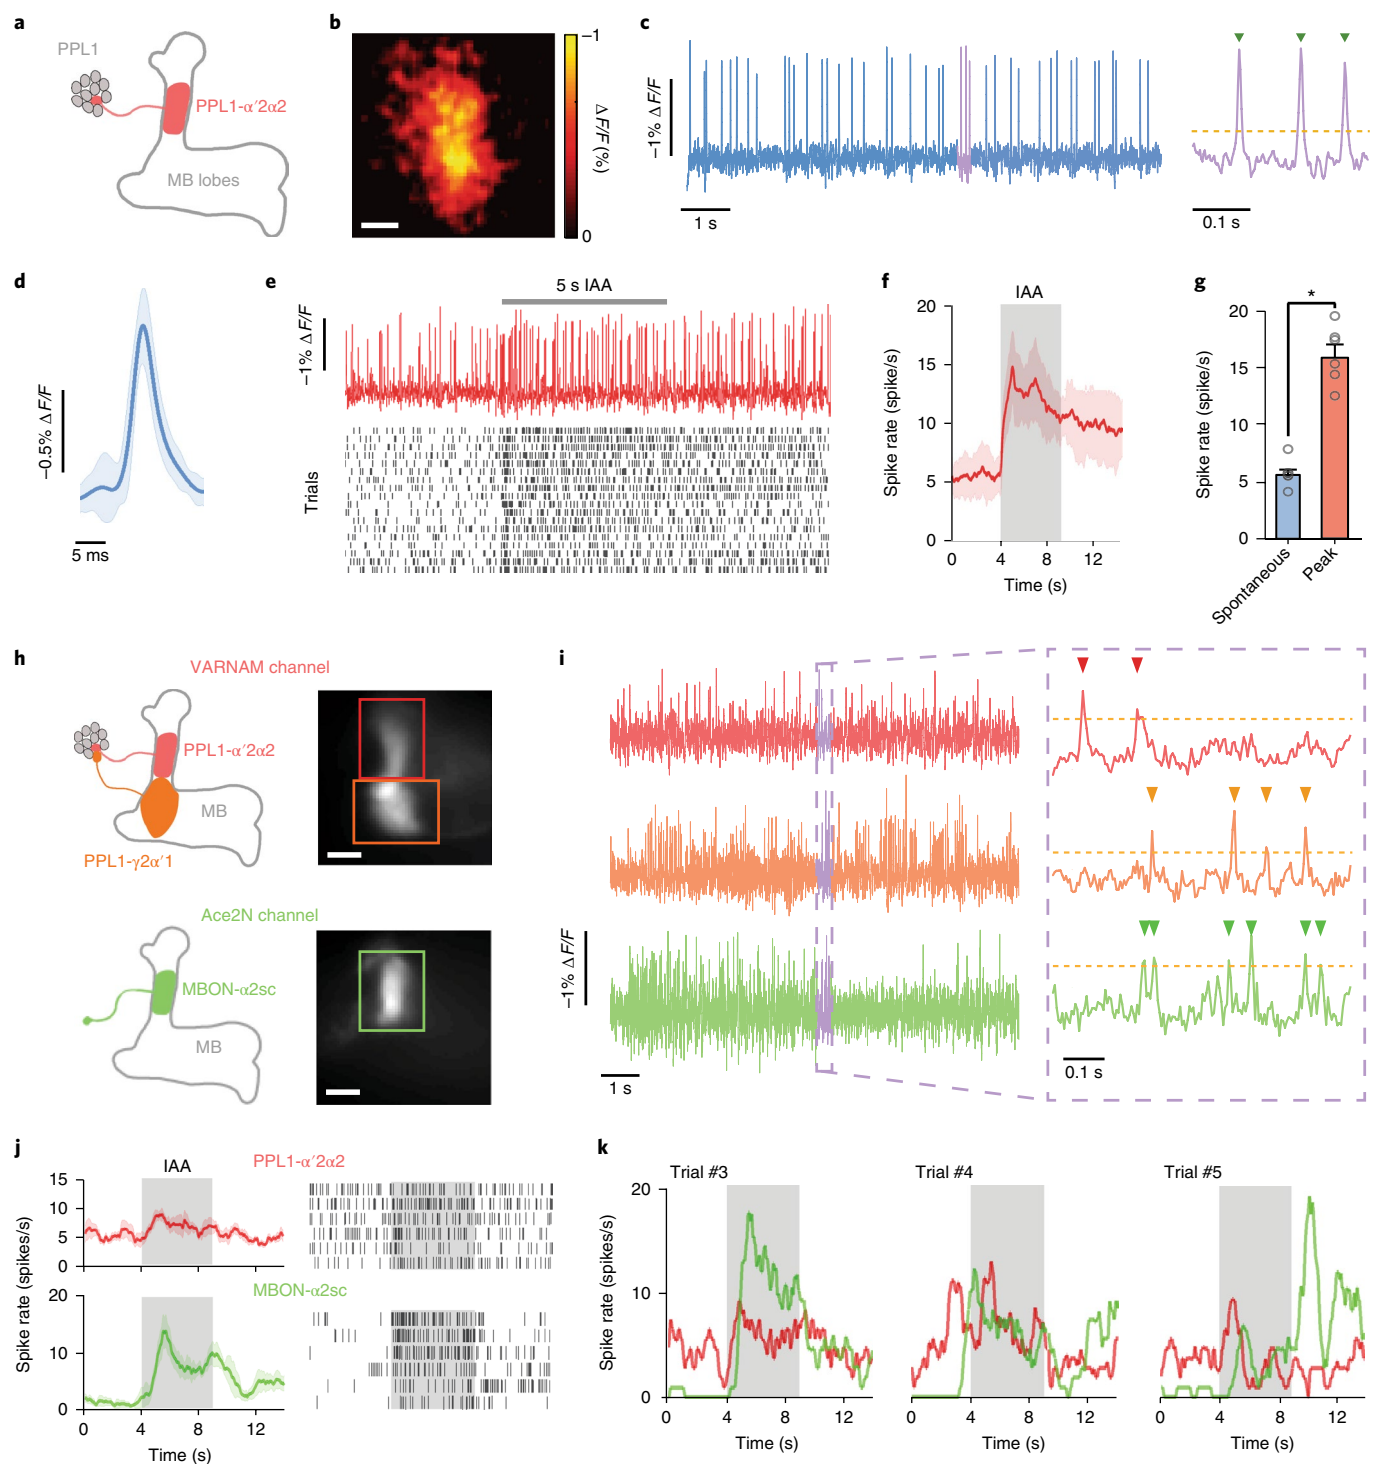 a
PPL1
PPL1-α′2α2
MB lobes
b
–1
ΔF/F (%)
0
c
–1% ΔF/F
1 s
0.1 s
d
–0.5% ΔF/F
5 ms
e
5 s IAA
–1% ΔF/F
Trials
f
IAA
Spike rate (spike/s)
20
15
10
5
0
0 4 8 12
Time (s)
g
*
Spike rate (spike/s)
20
15
10
5
0
Spontaneous
Peak
h
VARNAM channel
PPL1-α′2α2
MB
PPL1-γ2α′1
Ace2N channel
MBON-α2sc
MB
i
–1% ΔF/F
1 s
0.1 s
j
IAA
PPL1-α′2α2
15
10
5
0
MBON-α2sc
Spike rate (spikes/s)
20
10
0
0 4 8 12
Time (s)
k
Trial #3
Trial #4
Trial #5
Spike rate (spikes/s)
20
10
0
0 4 8 12
Time (s)
0 4 8 12
Time (s)
0 4 8 12
Time (s)